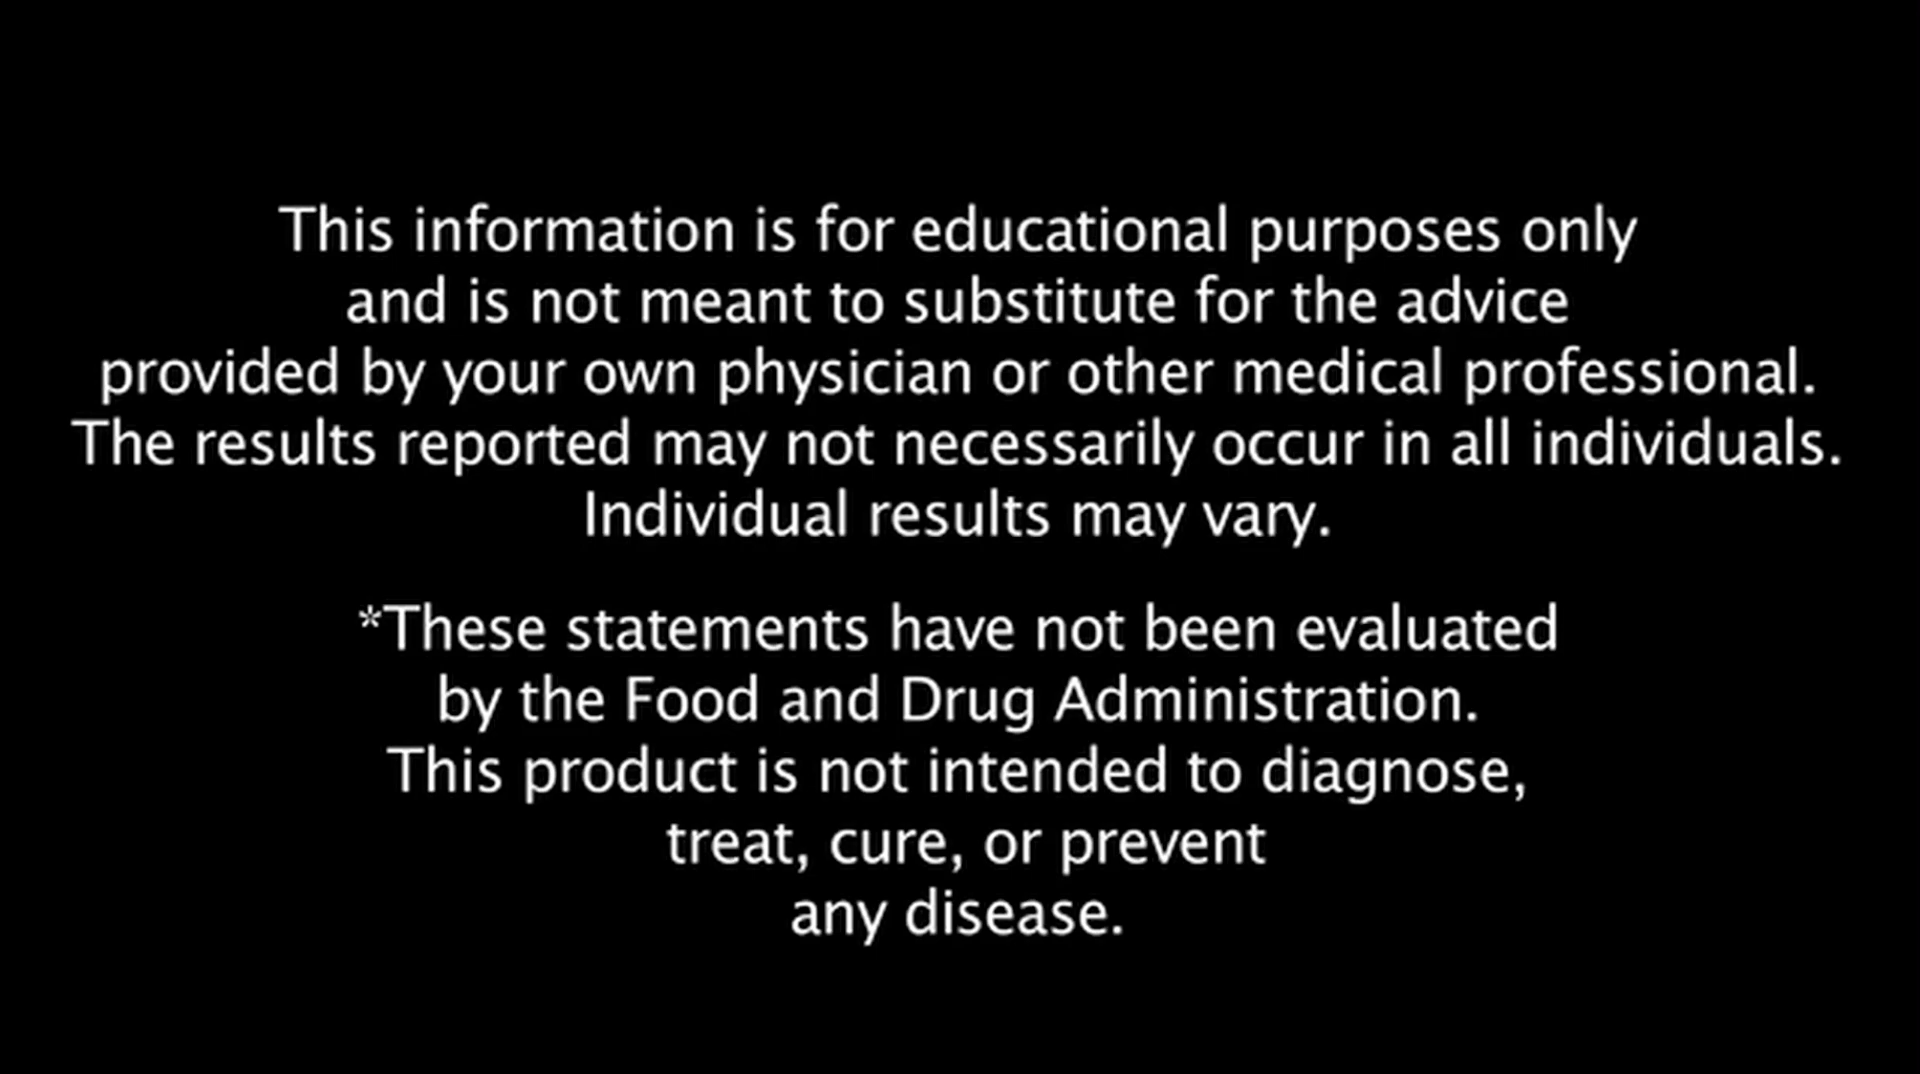 This information is for educational purposes only
and is not meant to substitute for the advice
provided by your own physician or other medical professional.
The results reported may not necessarily occur in all individuals.
Individual results may vary.
*These statements have not been evaluated
by the Food and Drug Administration.
This product is not intended to diagnose,
treat, cure, or prevent
any disease.